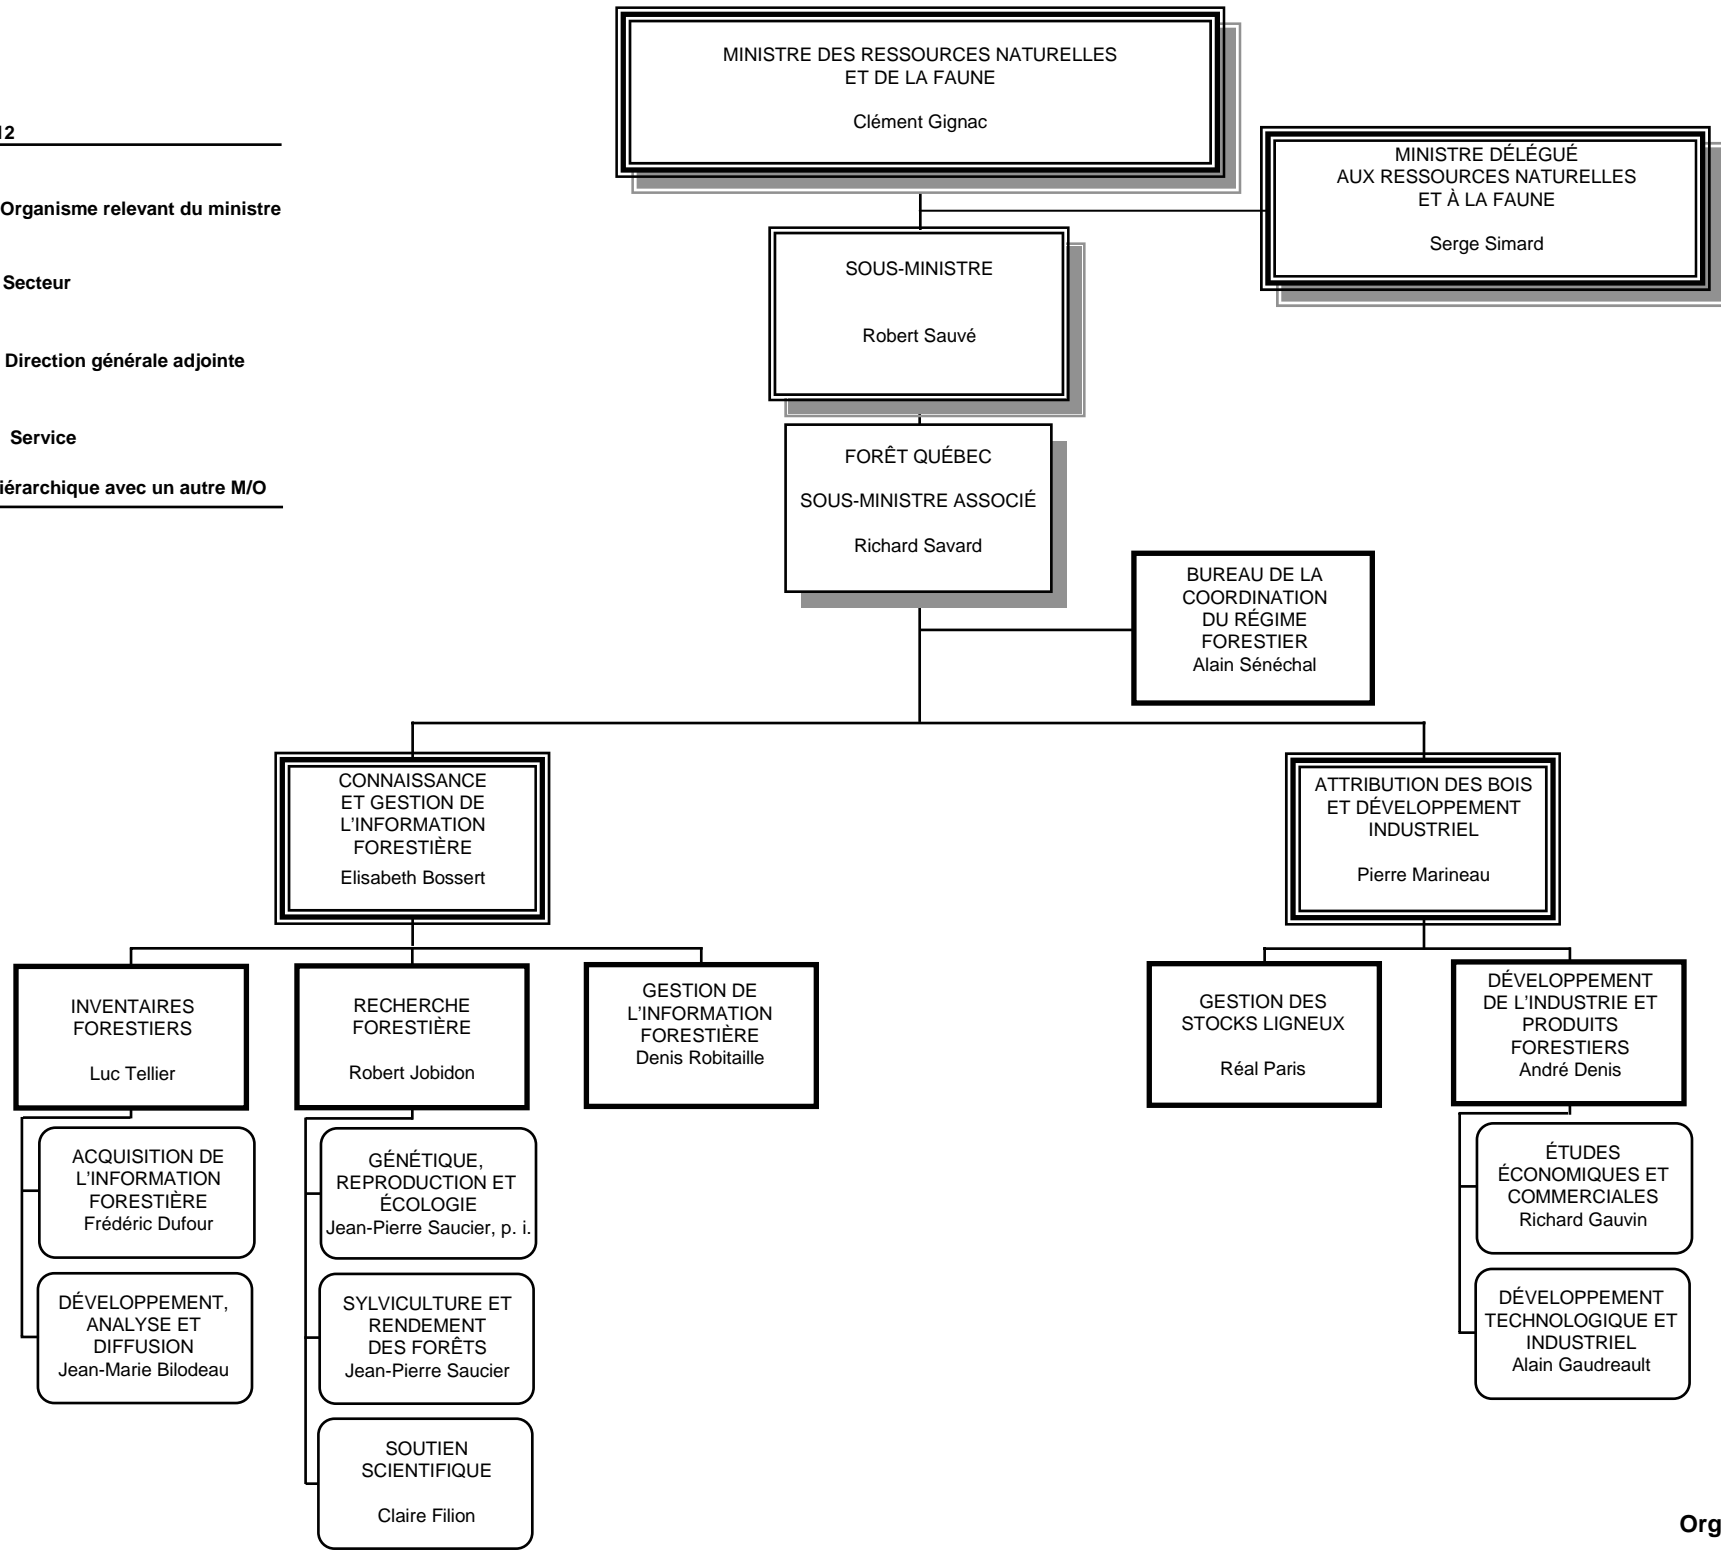 MINISTRE DES RESSOURCES NATURELLES
ET DE LA FAUNE
Clément Gignac
12
Organisme relevant du ministre
Secteur
Direction générale adjointe
Service
iérarchique avec un autre M/O
MINISTRE DÉLÉGUÉ
AUX RESSOURCES NATURELLES
ET À LA FAUNE
Serge Simard
SOUS-MINISTRE
Robert Sauvé
FORÊT QUÉBEC
SOUS-MINISTRE ASSOCIÉ
Richard Savard
BUREAU DE LA
COORDINATION
DU RÉGIME
FORESTIER
Alain Sénéchal
CONNAISSANCE
ET GESTION DE
L'INFORMATION
FORESTIÈRE
Elisabeth Bossert
ATTRIBUTION DES BOIS
ET DÉVELOPPEMENT
INDUSTRIEL
Pierre Marineau
INVENTAIRES
FORESTIERS
Luc Tellier
RECHERCHE
FORESTIÈRE
Robert Jobidon
GESTION DE
L'INFORMATION
FORESTIÈRE
Denis Robitaille
GESTION DES
STOCKS LIGNEUX
Réal Paris
DÉVELOPPEMENT
DE L'INDUSTRIE ET
PRODUITS
FORESTIERS
André Denis
ACQUISITION DE
L'INFORMATION
FORESTIÈRE
Frédéric Dufour
GÉNÉTIQUE,
REPRODUCTION ET
ÉCOLOGIE
Jean-Pierre Saucier, p. i.
ÉTUDES
ÉCONOMIQUES ET
COMMERCIALES
Richard Gauvin
DÉVELOPPEMENT,
ANALYSE ET
DIFFUSION
Jean-Marie Bilodeau
SYLVICULTURE ET
RENDEMENT
DES FORÊTS
Jean-Pierre Saucier
DÉVELOPPEMENT
TECHNOLOGIQUE ET
INDUSTRIEL
Alain Gaudreault
SOUTIEN
SCIENTIFIQUE
Claire Filion
Org